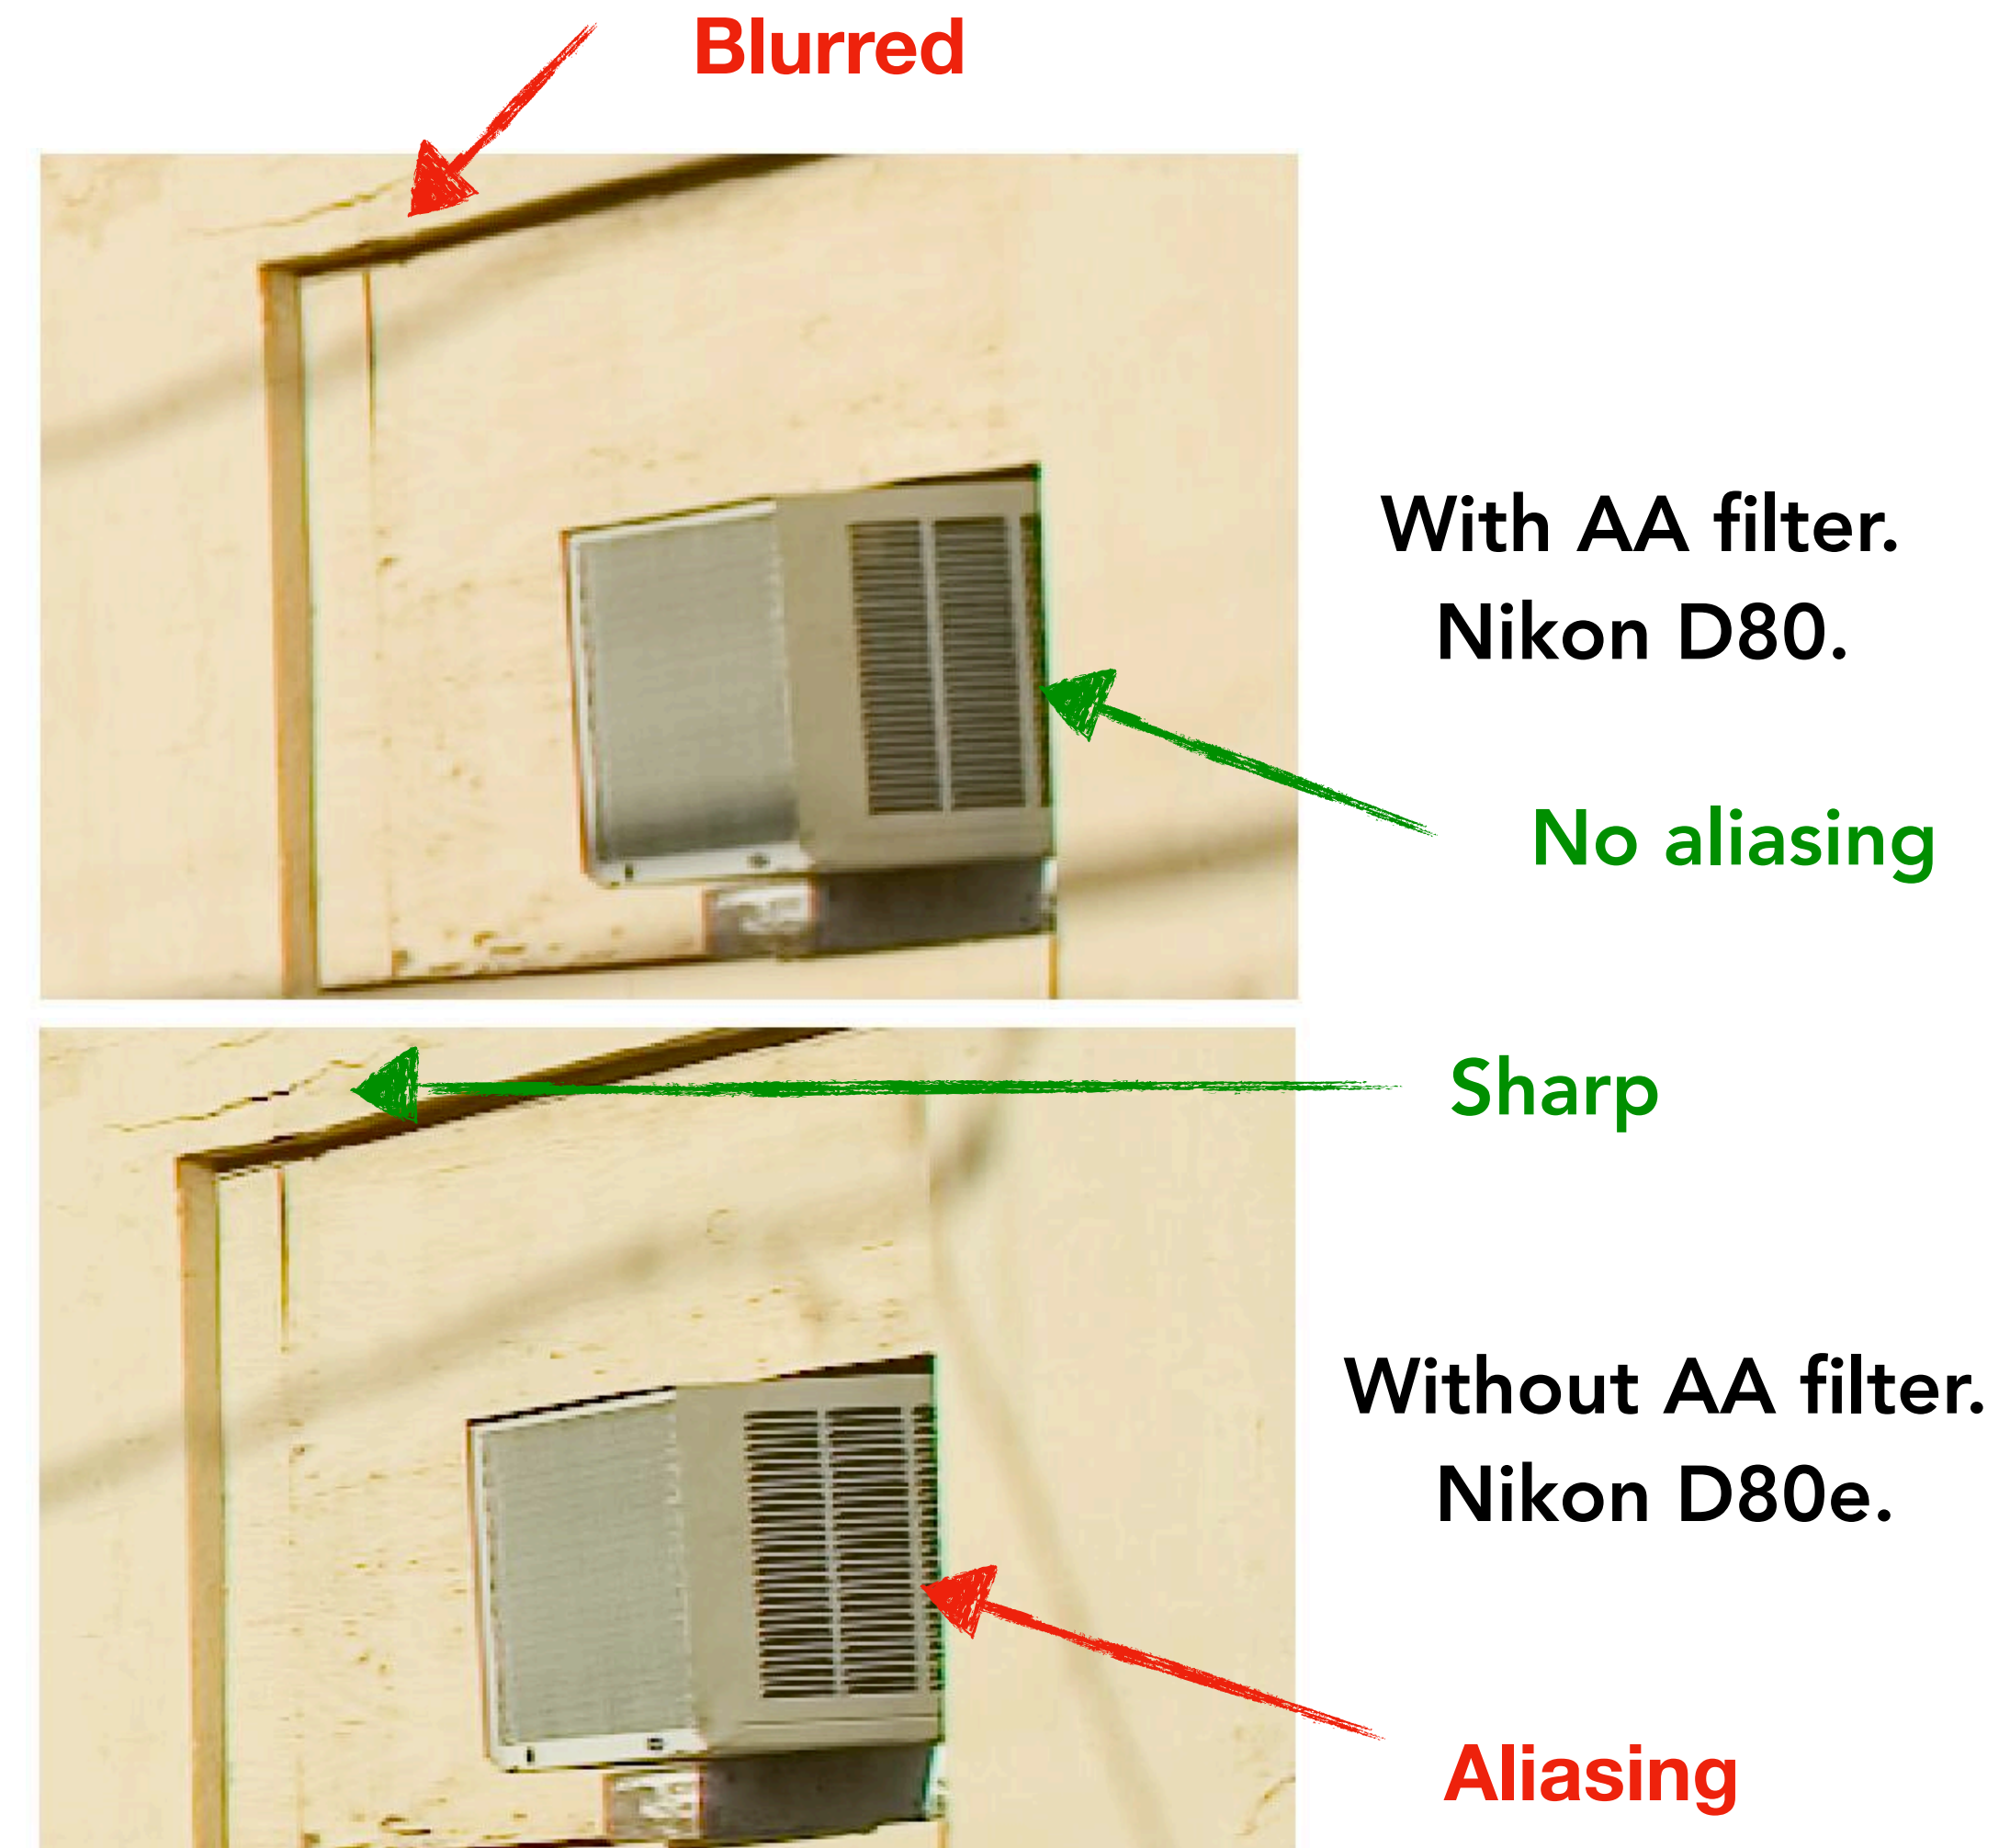 Blurred
With AA filter.
Nikon D80.
No aliasing
Sharp
Without AA filter.
Nikon D80e.
Aliasing